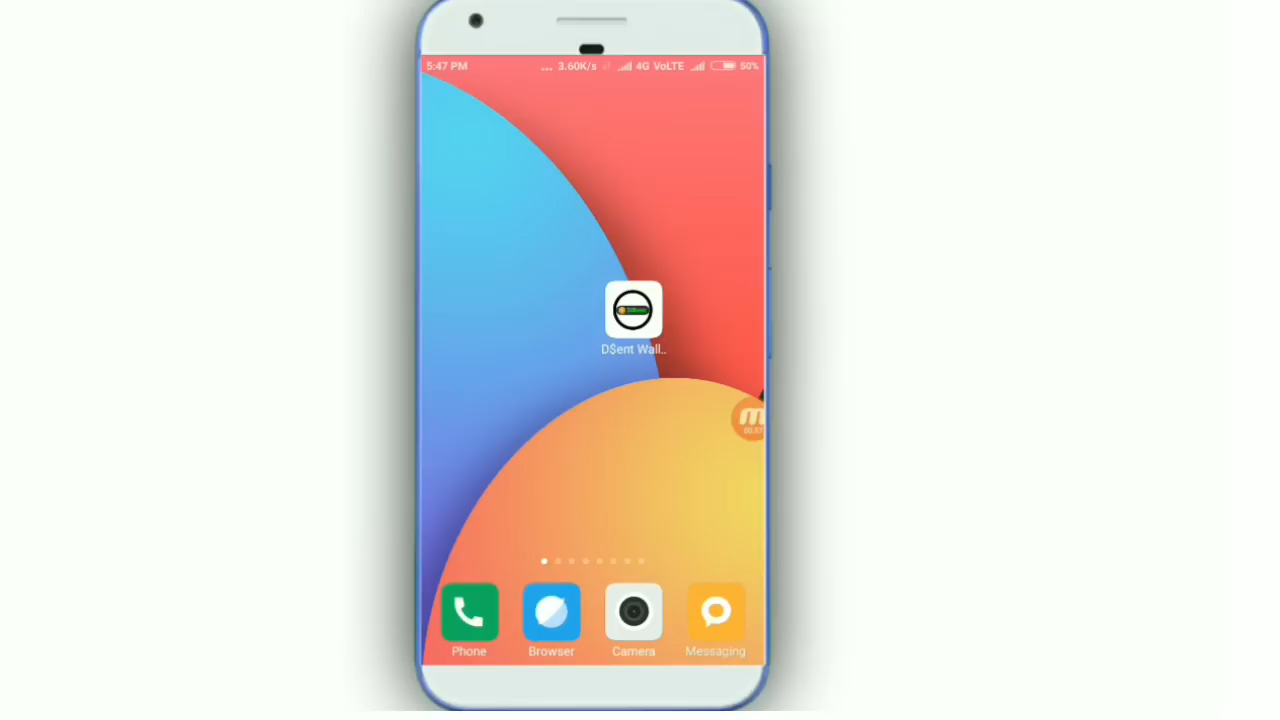 5:47 PM ... 3.60K/s 4G VoLTE 50%
D$ent Wall..
Phone Browser Camera Messaging